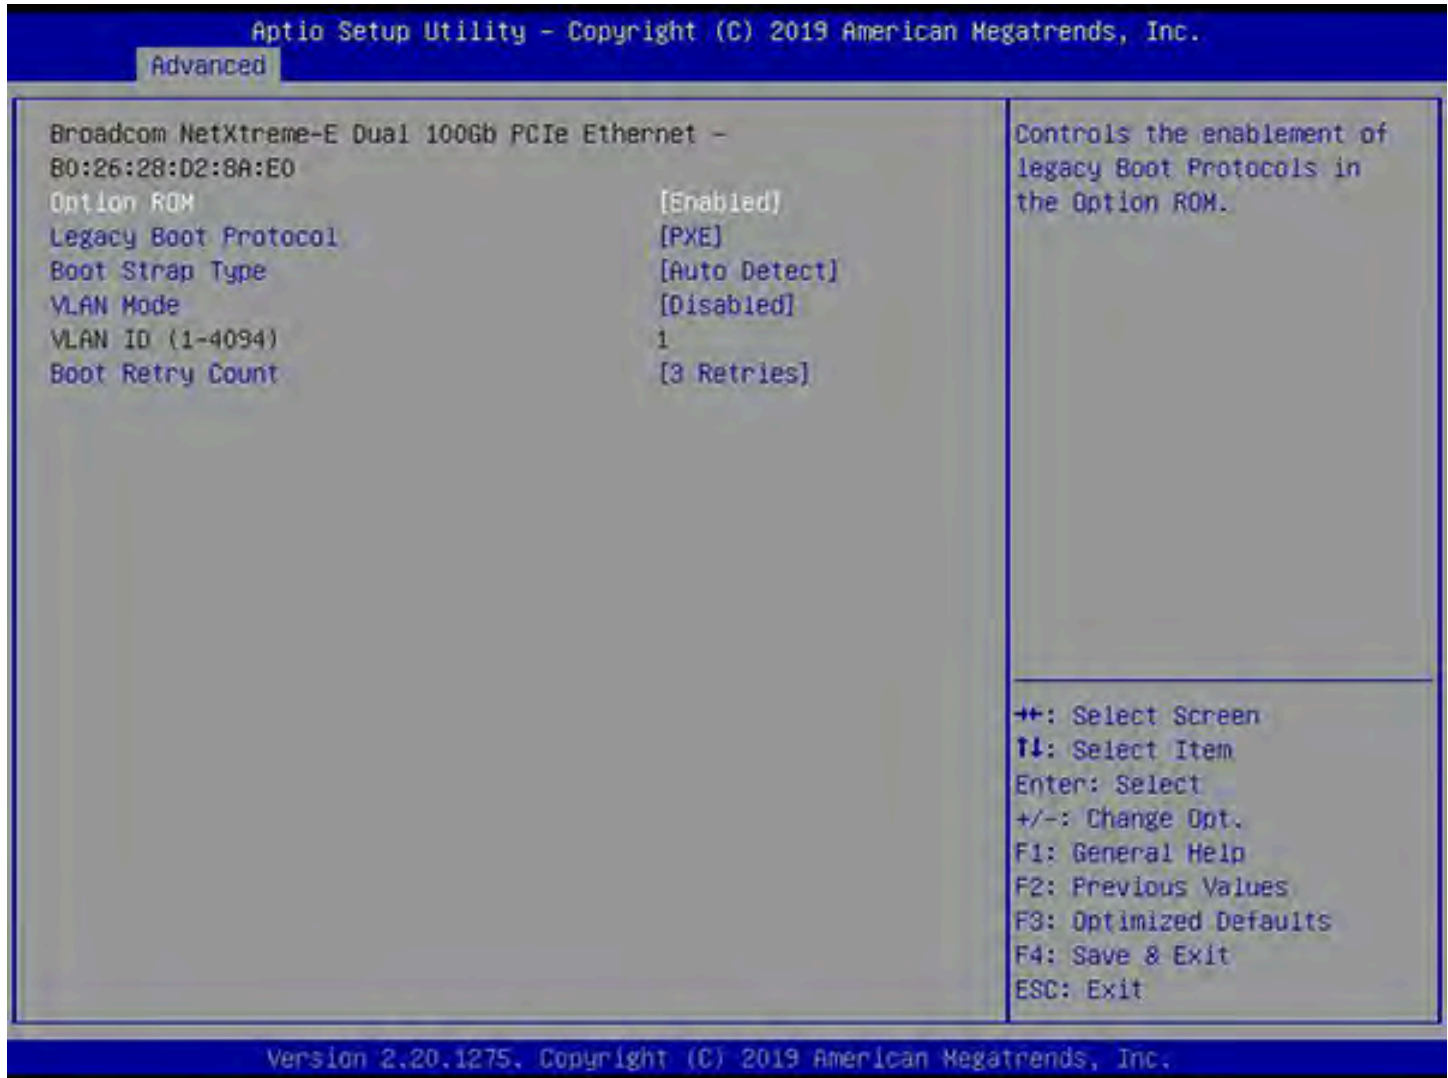 Aptio Setup Utility – Copyright (C) 2019 American Megatrends, Inc.
Advanced
Broadcom NetXtreme-E Dual 100Gb PCIe Ethernet –
B0:26:28:D2:8A:E0
Option ROM [Enabled]
Legacy Boot Protocol [PXE]
Boot Strap Type [Auto Detect]
VLAN Mode [Disabled]
VLAN ID (1-4094) 1
Boot Retry Count [3 Retries]
Controls the enablement of
legacy Boot Protocols in
the Option ROM.
→←: Select Screen
↑↓: Select Item
Enter: Select
+/-: Change Opt.
F1: General Help
F2: Previous Values
F3: Optimized Defaults
F4: Save & Exit
ESC: Exit
Version 2.20.1275. Copyright (C) 2019 American Megatrends, Inc.